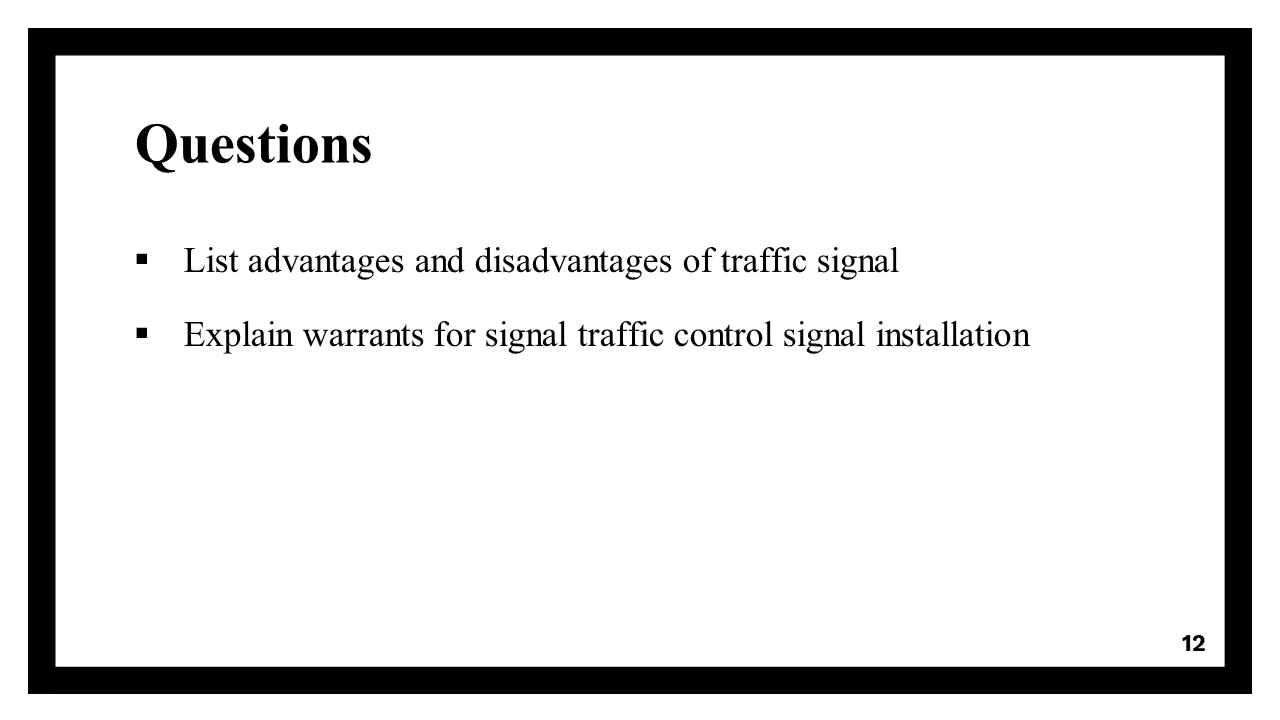 Questions
▪ List advantages and disadvantages of traffic signal
▪ Explain warrants for signal traffic control signal installation
12